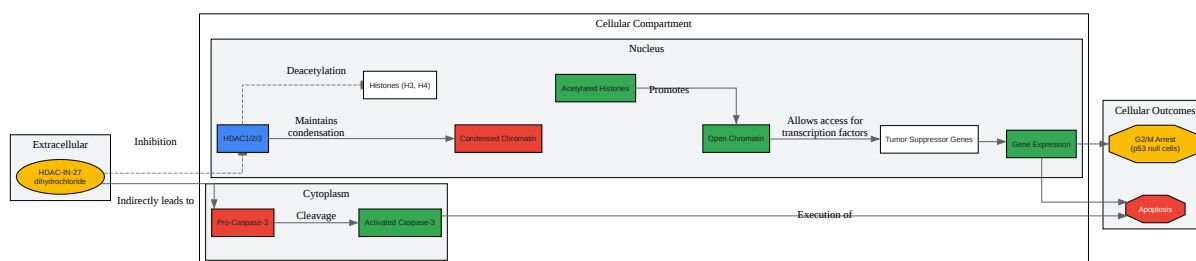 Cellular Compartment
Nucleus
Deacetylation
Histones (H3, H4)
Acetylated Histones
Promotes
Cellular Outcomes
Inhibition
Maintains
condensation
HDAC1/2/3
Condensed Chromatin
Open Chromatin
Allows access for
transcription factors
Tumor Suppressor Genes
Gene Expression
G2/M Arrest
(p53 null cells)
Extracellular
HDAC-IN-27
dihydrochloride
Indirectly leads to
Cytoplasm
Pro-Caspase-3
Cleavage
Activated Caspase-3
Execution of
Apoptosis